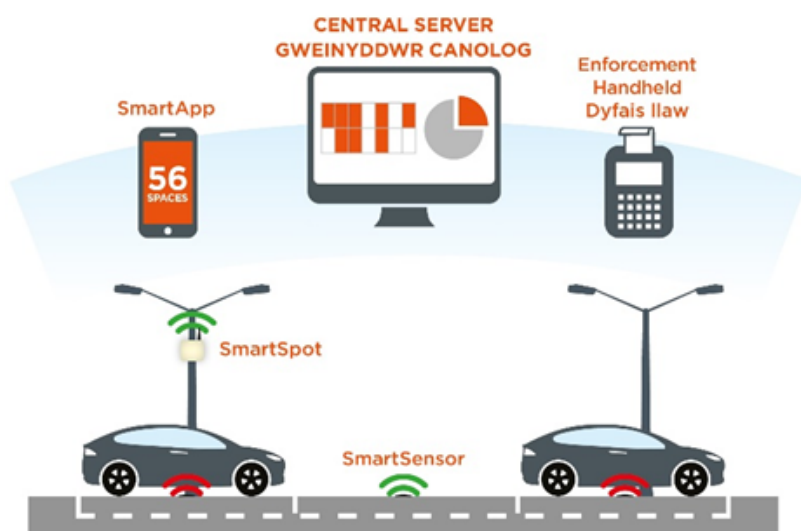 CENTRAL SERVER
GWEINYDDWR CANOLOG
Enforcement
Handheld
Dyfais llaw
SmartApp
56
SPACES
SmartSpot
SmartSensor